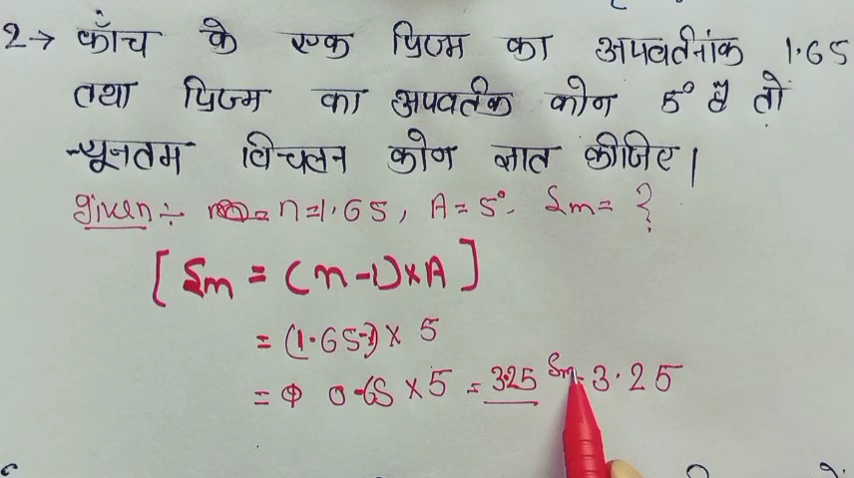 2→ काँच के एक प्रिज्म का अपवर्तनांक 1.65
तथा प्रिज्म का अपवर्तक कोन 5° है तो
न्यूनतम विचलन कोन ज्ञात कीजिए।
given ÷ n = 1.65, A = 5°, δm = ?
[δm = (n-1)×A]
= (1.65-1) × 5
= 0.65 × 5 = 3.25 δm = 3.25